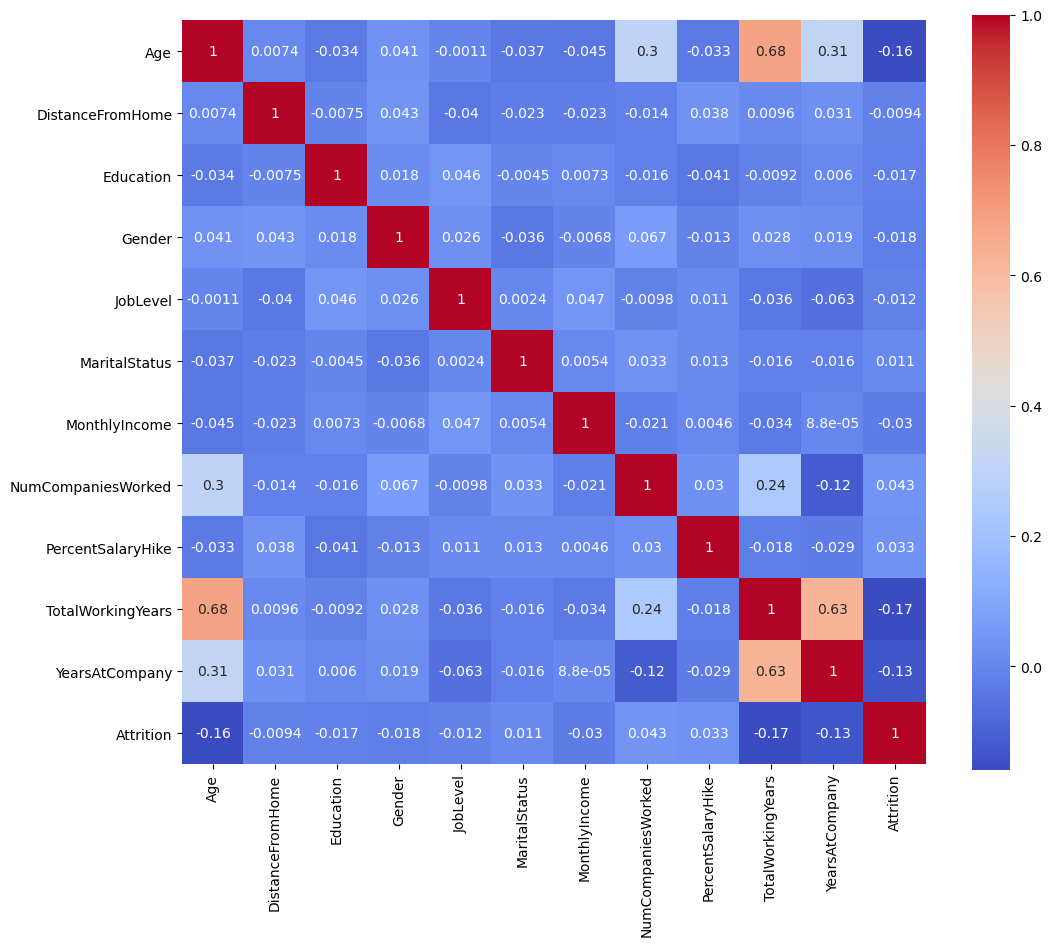 Age 1 0.0074 -0.034 0.041 -0.0011 -0.037 -0.045 0.3 -0.033 0.68 0.31 -0.16
DistanceFromHome 0.0074 1 -0.0075 0.043 -0.04 -0.023 -0.023 -0.014 0.038 0.0096 0.031 -0.0094
Education -0.034 -0.0075 1 0.018 0.046 -0.0045 0.0073 -0.016 -0.041 -0.0092 0.006 -0.017
Gender 0.041 0.043 0.018 1 0.026 -0.036 -0.0068 0.067 -0.013 0.028 0.019 -0.018
JobLevel -0.0011 -0.04 0.046 0.026 1 0.0024 0.047 -0.0098 0.011 -0.036 -0.063 -0.012
MaritalStatus -0.037 -0.023 -0.0045 -0.036 0.0024 1 0.0054 0.033 0.013 -0.016 -0.016 0.011
MonthlyIncome -0.045 -0.023 0.0073 -0.0068 0.047 0.0054 1 -0.021 0.0046 -0.034 8.8e-05 -0.03
NumCompaniesWorked 0.3 -0.014 -0.016 0.067 -0.0098 0.033 -0.021 1 0.03 0.24 -0.12 0.043
PercentSalaryHike -0.033 0.038 -0.041 -0.013 0.011 0.013 0.0046 0.03 1 -0.018 -0.029 0.033
TotalWorkingYears 0.68 0.0096 -0.0092 0.028 -0.036 -0.016 -0.034 0.24 -0.018 1 0.63 -0.17
YearsAtCompany 0.31 0.031 0.006 0.019 -0.063 -0.016 8.8e-05 -0.12 -0.029 0.63 1 -0.13
Attrition -0.16 -0.0094 -0.017 -0.018 -0.012 0.011 -0.03 0.043 0.033 -0.17 -0.13 1
Age
DistanceFromHome
Education
Gender
JobLevel
MaritalStatus
MonthlyIncome
NumCompaniesWorked
PercentSalaryHike
TotalWorkingYears
YearsAtCompany
Attrition
1.0
0.8
0.6
0.4
0.2
0.0